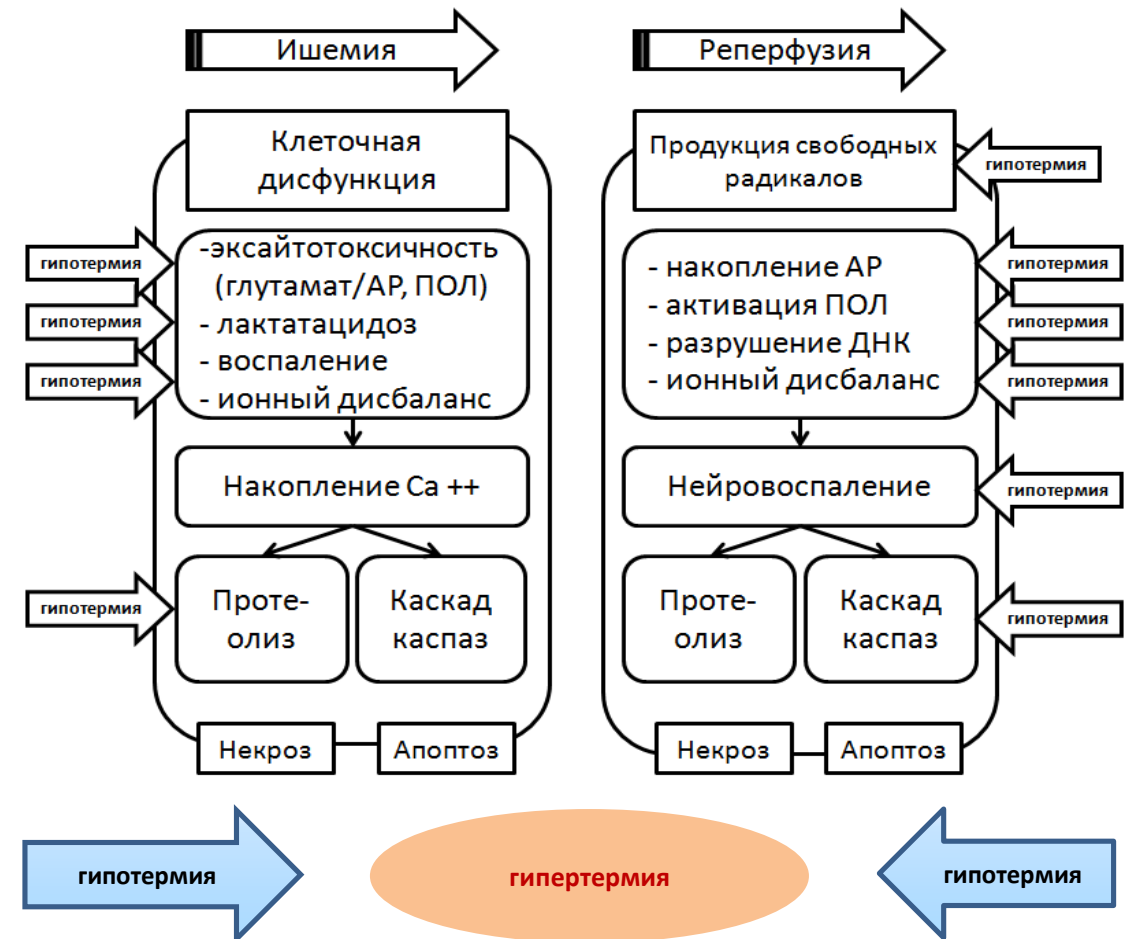 Ишемия
Реперфузия
Клеточная
дисфункция
гипотермия
гипотермия
гипотермия
-эксайтотоксичность
(глутамат/АР, ПОЛ)
- лактатацидоз
- воспаление
- ионный дисбаланс
Накопление Са ++
гипотермия
Проте-
олиз
Каскад
каспаз
Некроз
Апоптоз
Продукция свободных
радикалов
гипотермия
- накопление АР
- активация ПОЛ
- разрушение ДНК
- ионный дисбаланс
гипотермия
гипотермия
гипотермия
Нейровоспаление
гипотермия
Проте-
олиз
Каскад
каспаз
гипотермия
Некроз
Апоптоз
гипотермия
гипертермия
гипотермия